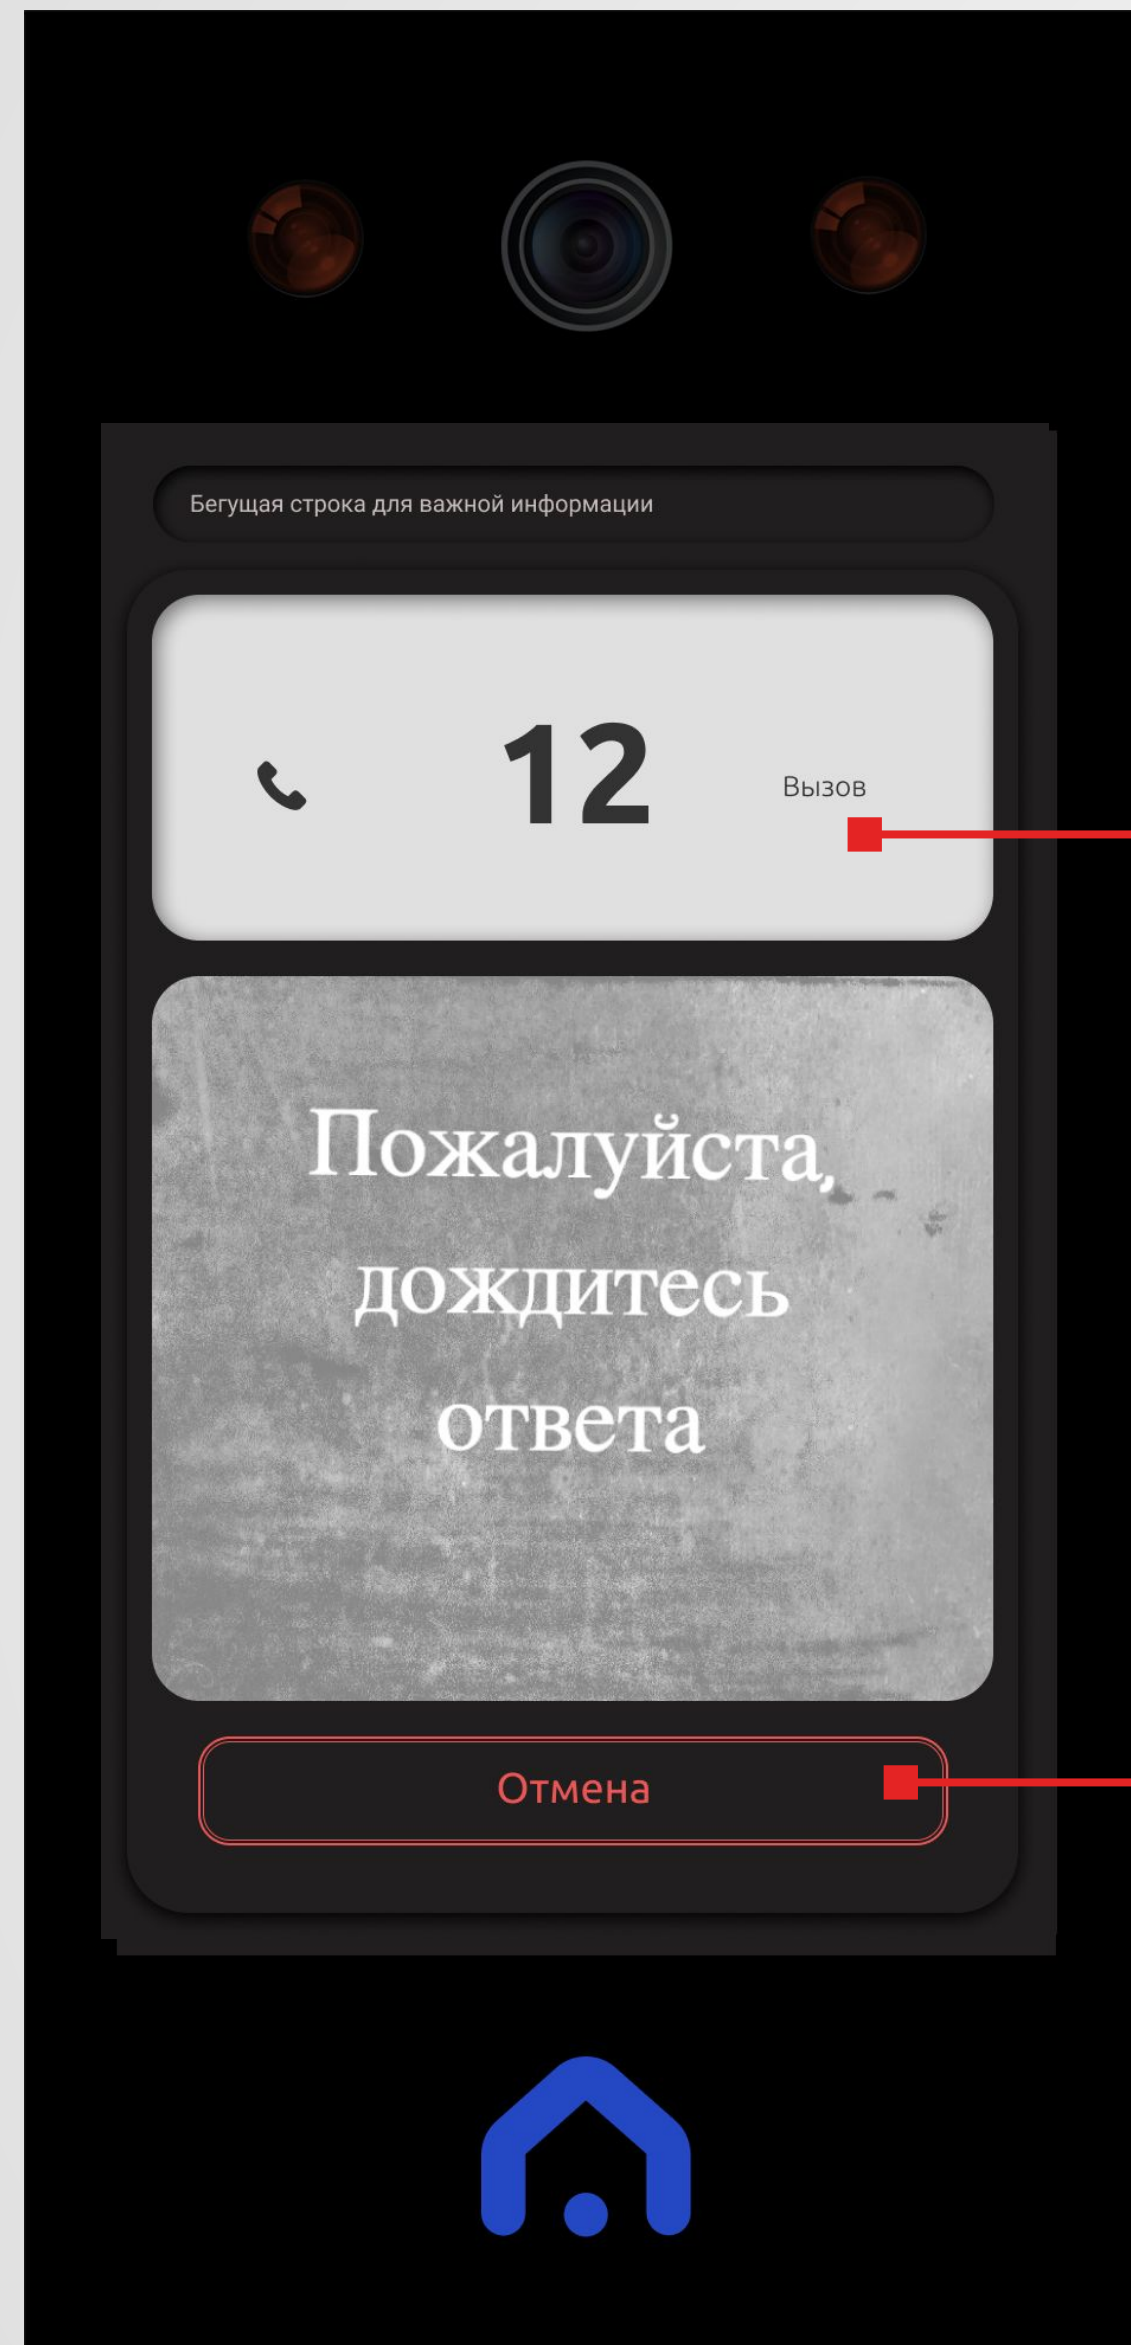 Бегущая строка для важной информации
12
Вызов
Пожалуйста,
дождитесь
ответа
Отмена